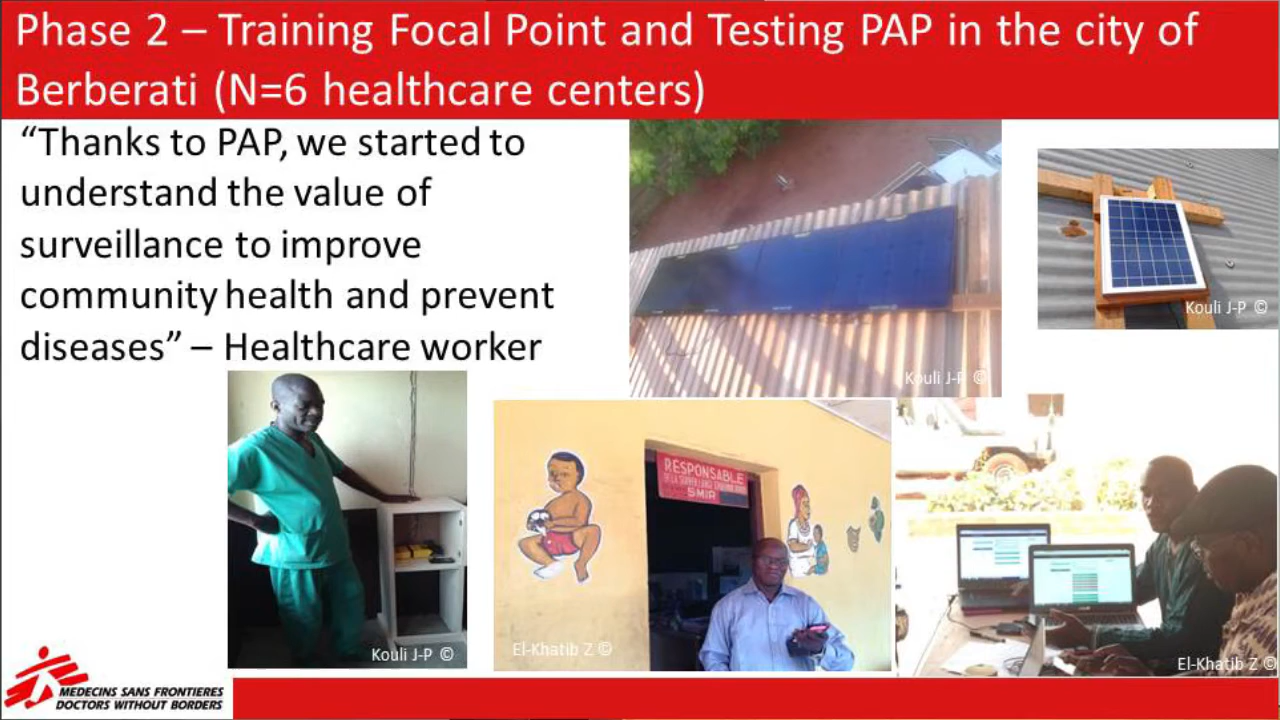 Phase 2 – Training Focal Point and Testing PAP in the city of
Berberati (N=6 healthcare centers)
“Thanks to PAP, we started to
understand the value of
surveillance to improve
community health and prevent
diseases” – Healthcare worker
Kouli J-P ©
Kouli J-P ©
RESPONSABLE
SMIR
Kouli J-P ©
El-Khatib Z ©
El-Khatib Z ©
MEDECINS SANS FRONTIERES
DOCTORS WITHOUT BORDERS